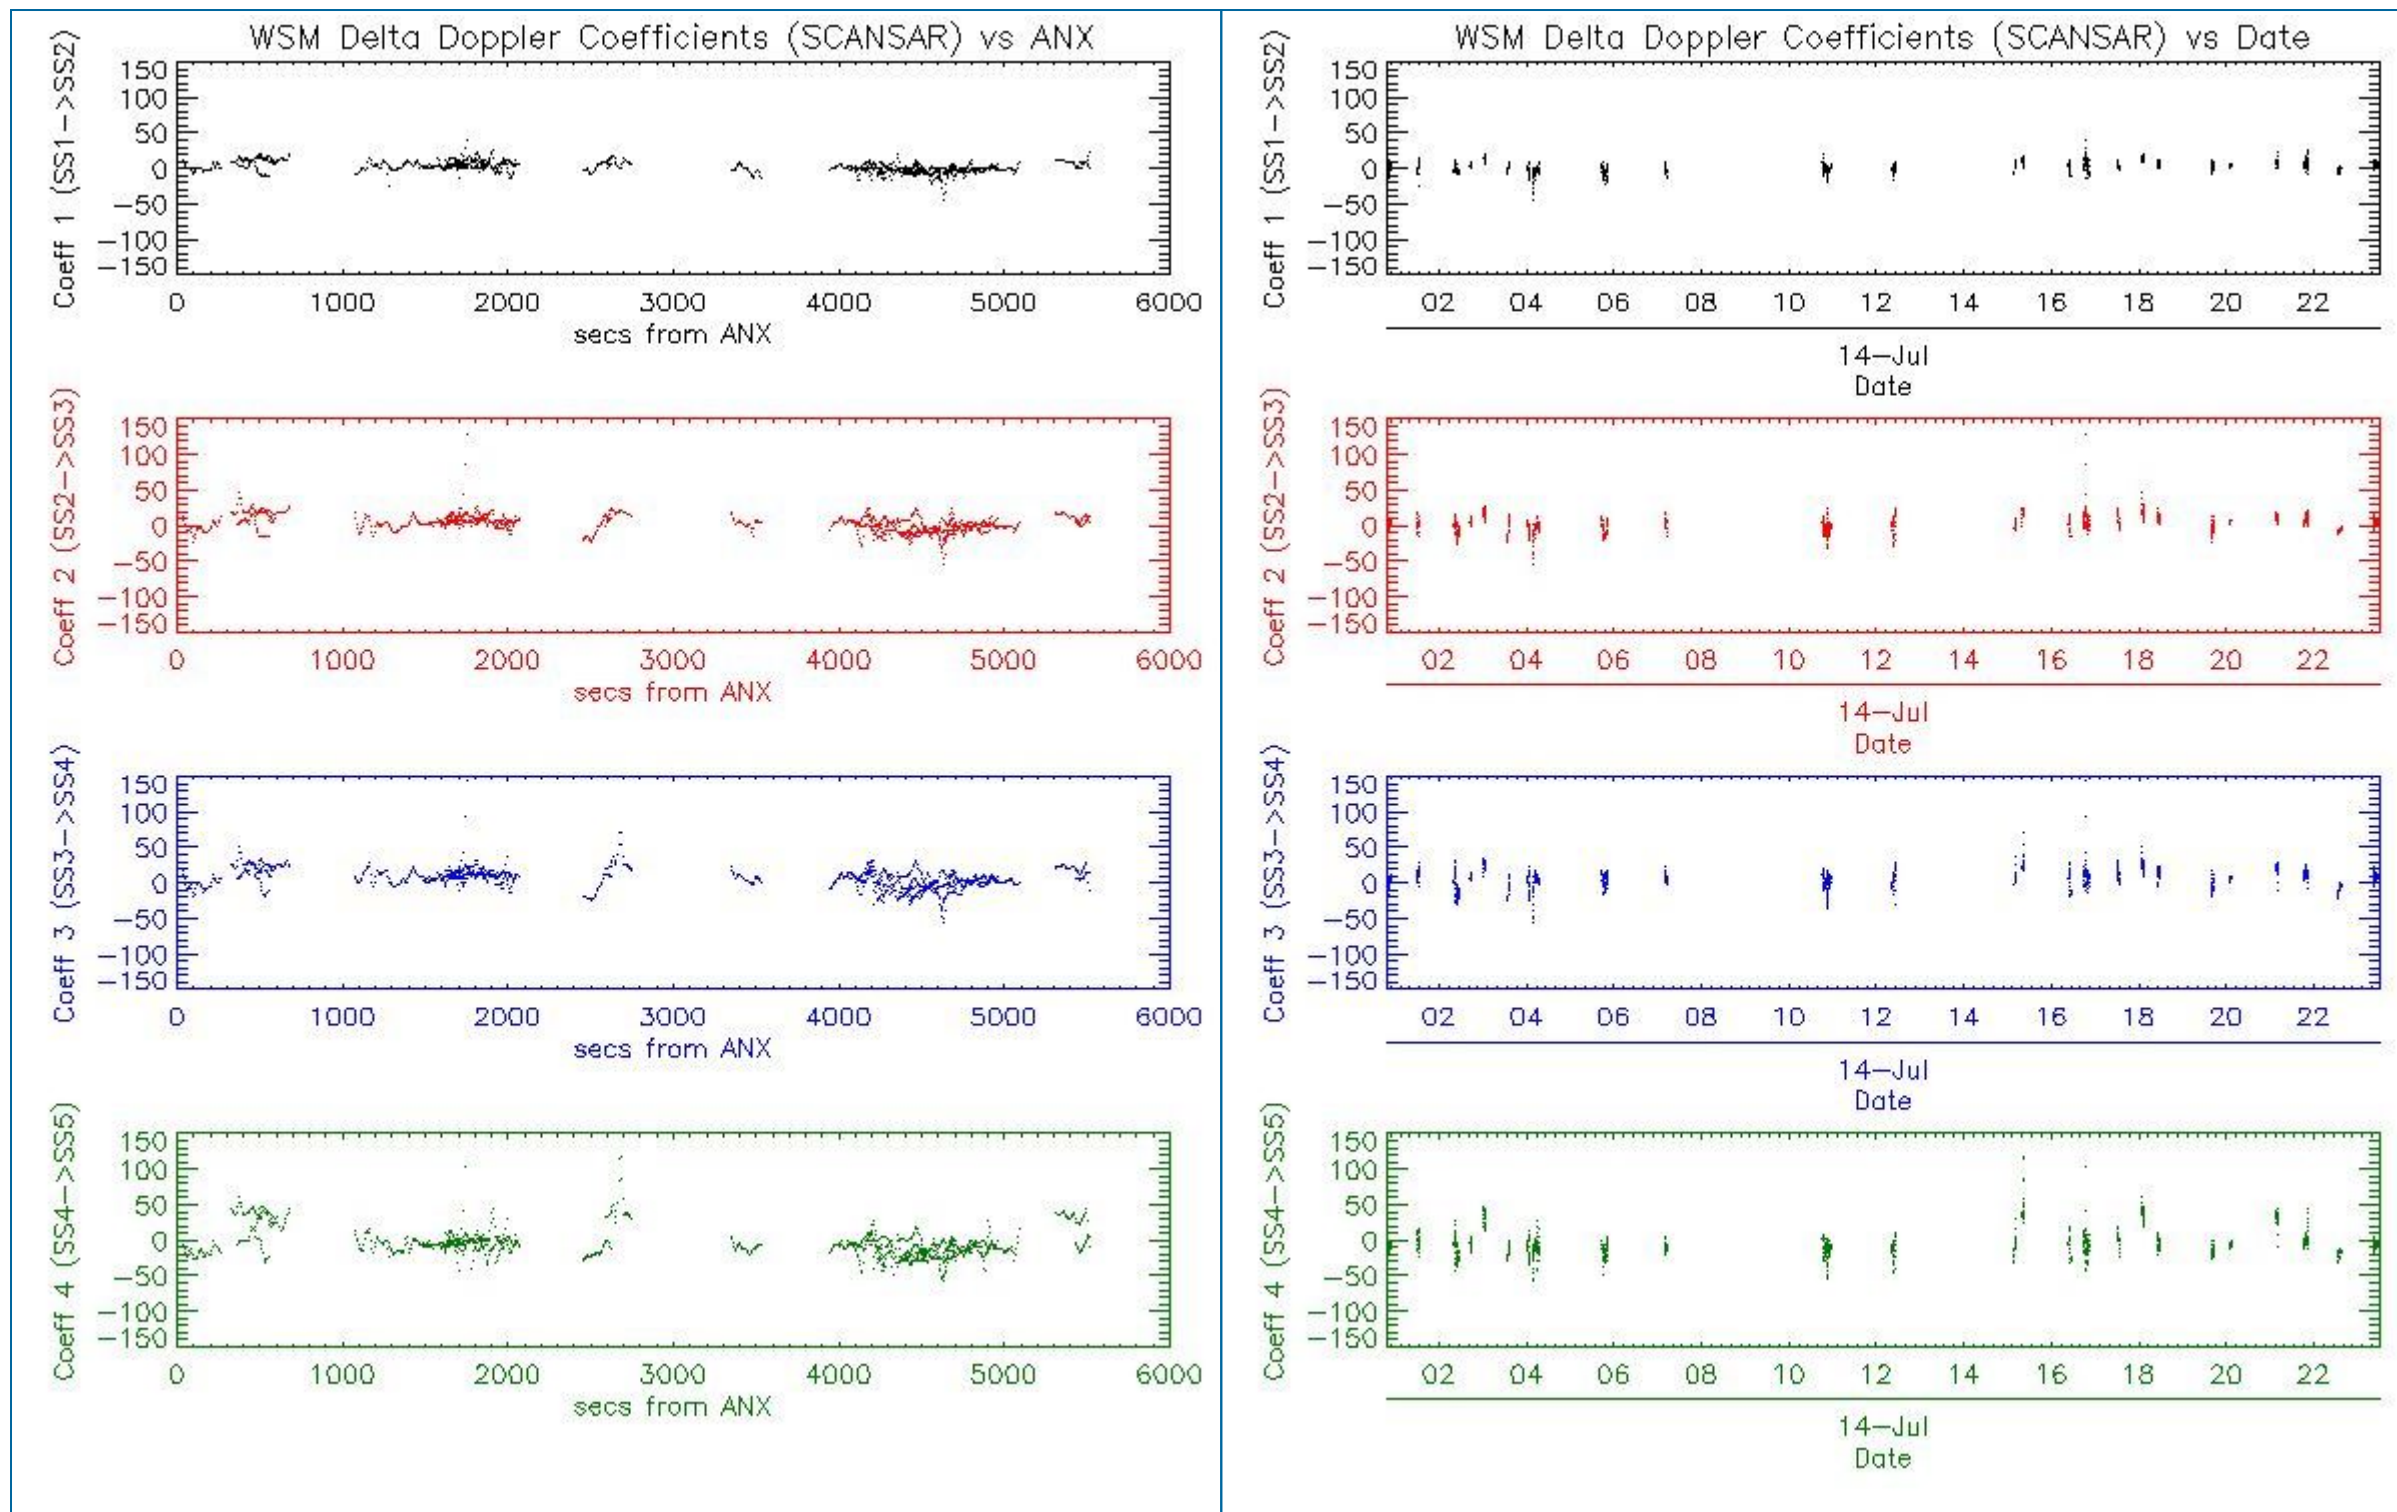 WSM Delta Doppler Coefficients (SCANSAR) vs ANX
Coeff 1 (SS1->SS2)
150
100
50
0
-50
-100
-150
0 1000 2000 3000 4000 5000 6000
secs from ANX
Coeff 2 (SS2->SS3)
150
100
50
0
-50
-100
-150
0 1000 2000 3000 4000 5000 6000
secs from ANX
Coeff 3 (SS3->SS4)
150
100
50
0
-50
-100
-150
0 1000 2000 3000 4000 5000 6000
secs from ANX
Coeff 4 (SS4->SS5)
150
100
50
0
-50
-100
-150
0 1000 2000 3000 4000 5000 6000
secs from ANX
WSM Delta Doppler Coefficients (SCANSAR) vs Date
Coeff 1 (SS1->SS2)
150
100
50
0
-50
-100
-150
02 04 06 08 10 12 14 16 18 20 22
14-Jul
Date
Coeff 2 (SS2->SS3)
150
100
50
0
-50
-100
-150
02 04 06 08 10 12 14 16 18 20 22
14-Jul
Date
Coeff 3 (SS3->SS4)
150
100
50
0
-50
-100
-150
02 04 06 08 10 12 14 16 18 20 22
14-Jul
Date
Coeff 4 (SS4->SS5)
150
100
50
0
-50
-100
-150
02 04 06 08 10 12 14 16 18 20 22
14-Jul
Date